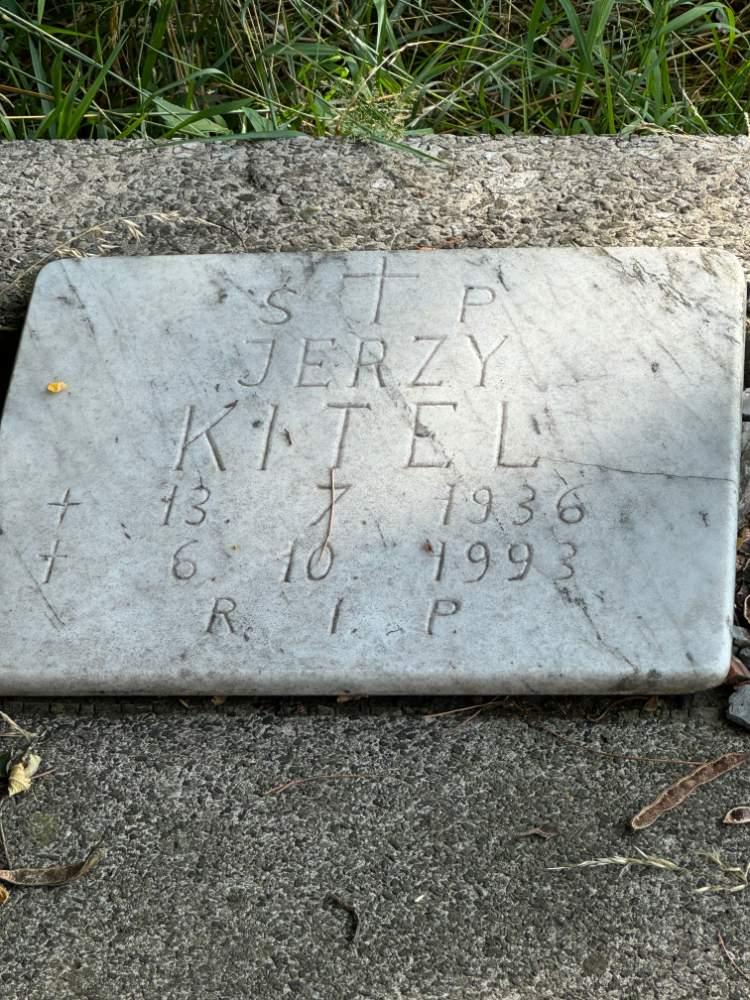 S † P
JERZY
KITEL
† 13. 7. 1936
† 6. 10. 1993
R. I. P.